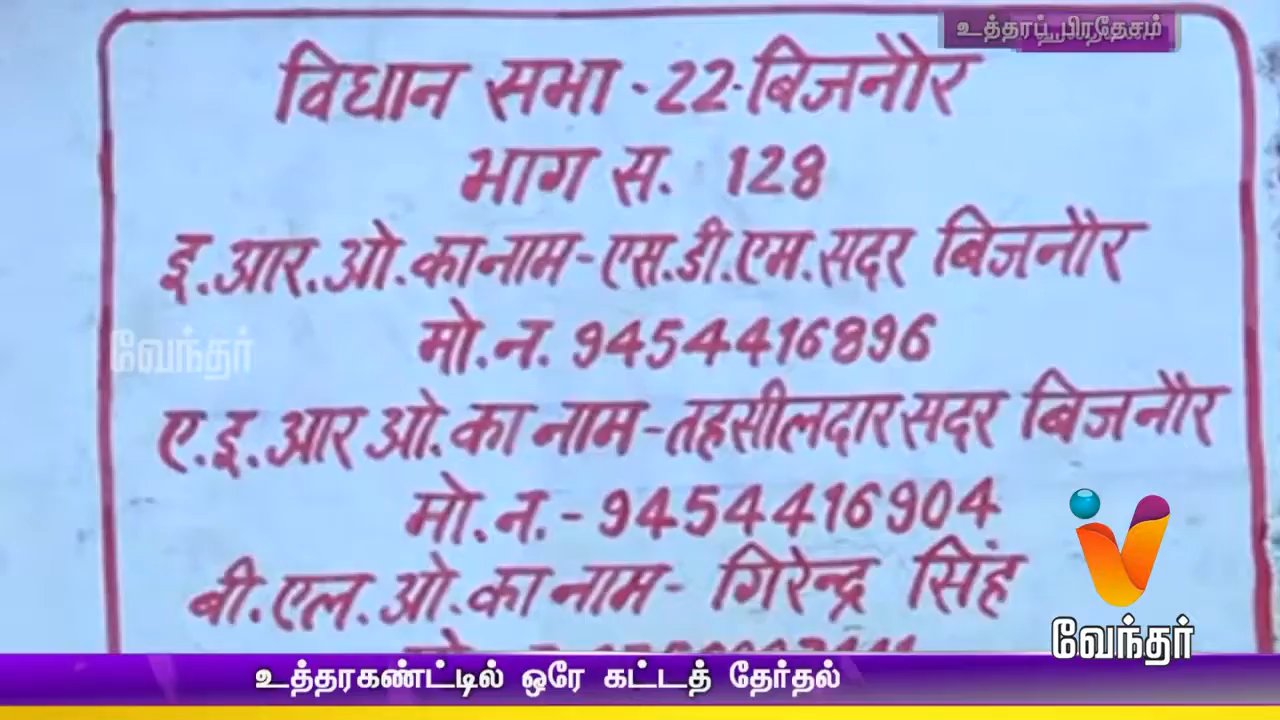 உத்தரப் பிரதேசம்
विधान सभा - 22-बिजनौर
भाग स. 128
इ.आर.ओ.का नाम-एस.डी.एम.सदर बिजनौर
मो.न. 9454416896
வேந்தர்
ए.इ.आर ओ.का नाम-तहसीलदार सदर बिजनौर
मो.न.-9454416904
बी.एल.ओ.का नाम- गिरेन्द्र सिंह
வேந்தர்
உத்தரகண்ட்டில் ஒரே கட்டத் தேர்தல்